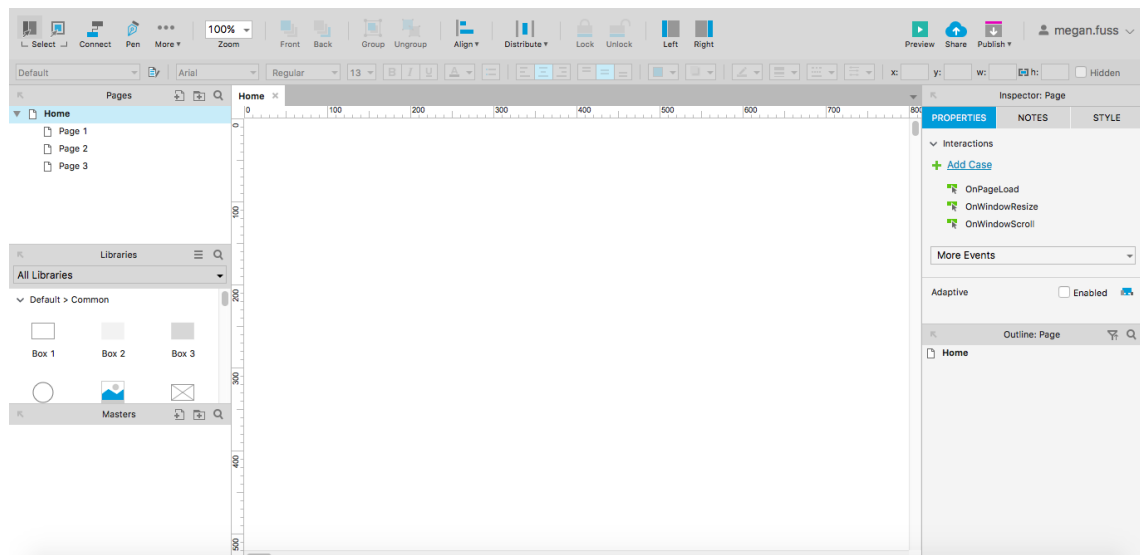 100%
megan.fuss
Select Connect Pen More Zoom Front Back Group Ungroup Align Distribute Lock Unlock Left Right Preview Share Publish
Default Arial Regular 13 B I U A x: y: w: h: Hidden
Pages
Home
Page 1
Page 2
Page 3
Libraries
All Libraries
Default > Common
Box 1 Box 2 Box 3
Masters
Home
0 100 200 300 400 500 600 700 800
0
100
200
300
400
500
Inspector: Page
PROPERTIES NOTES STYLE
Interactions
Add Case
OnPageLoad
OnWindowResize
OnWindowScroll
More Events
Adaptive Enabled
Outline: Page
Home